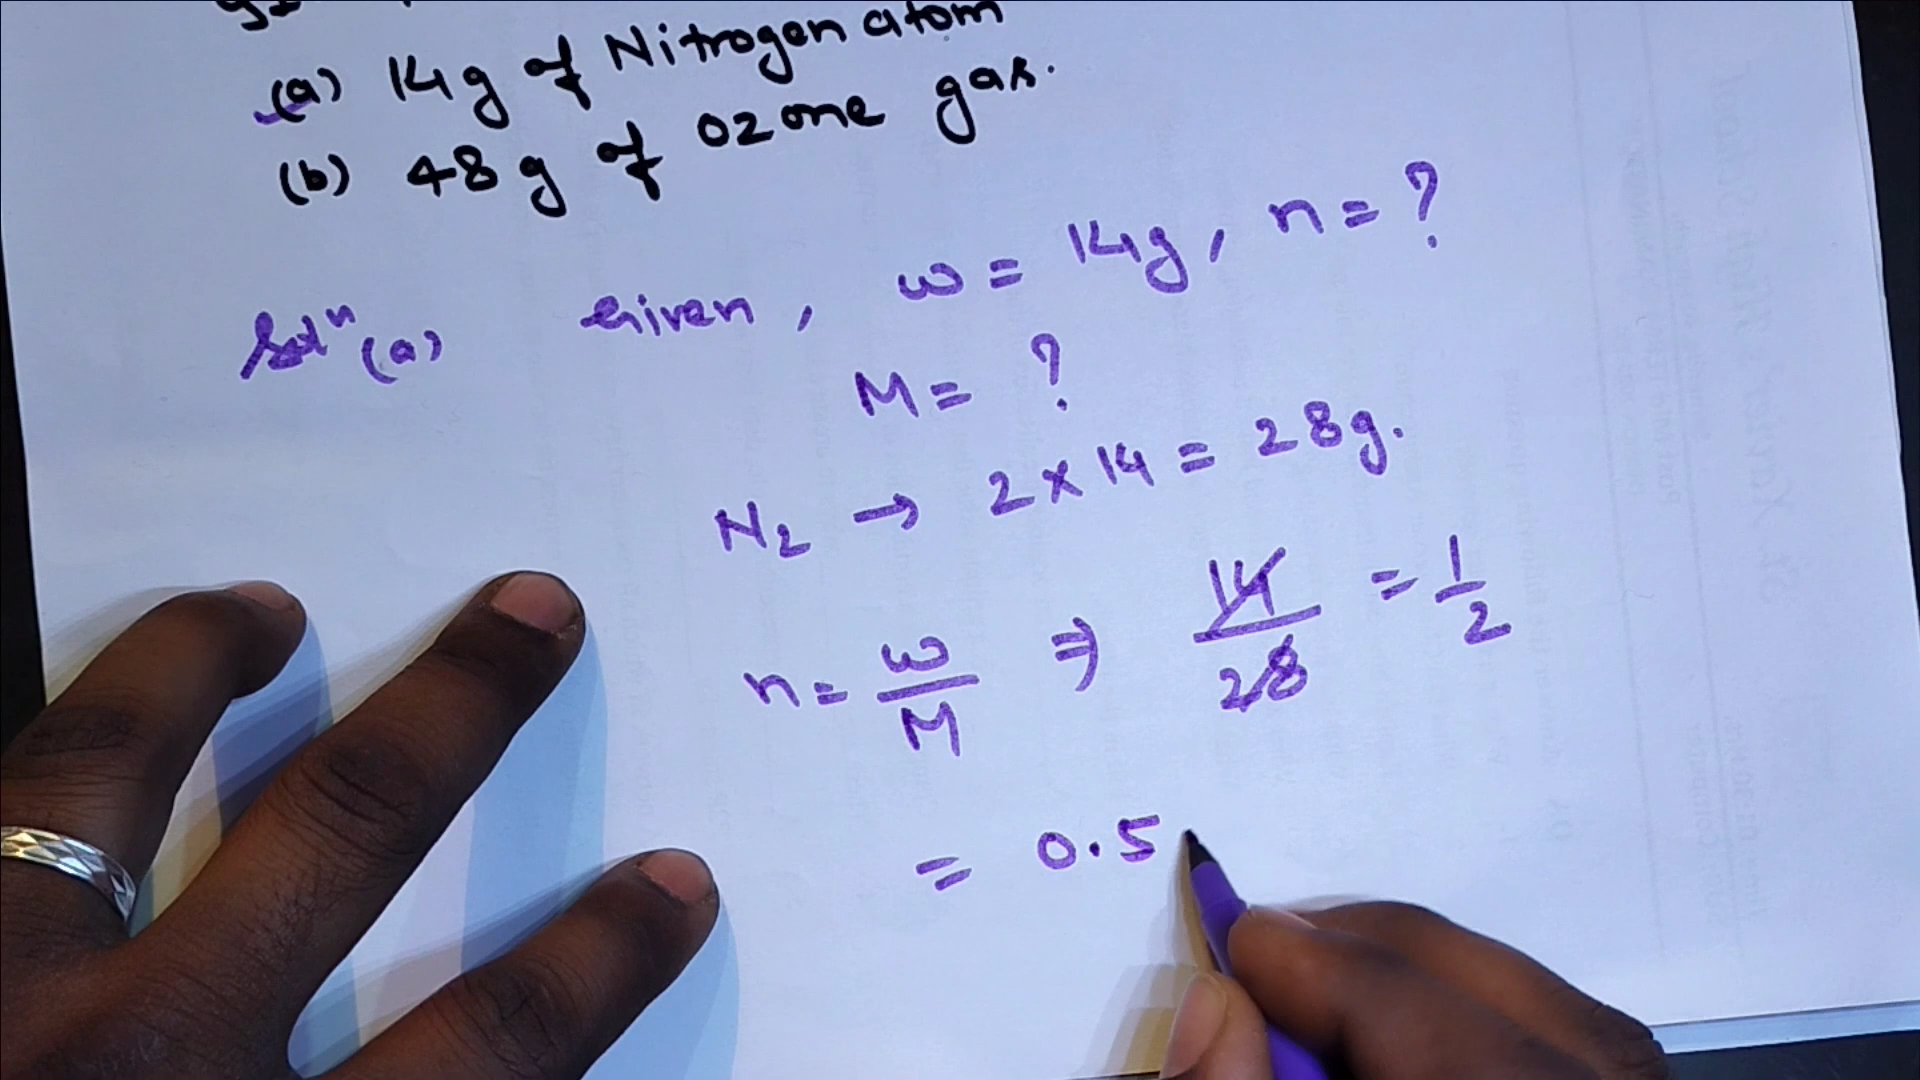 (a) 14g of Nitrogen atom
(b) 48g of Ozone gas.
Solⁿ (a) Given, w = 14g, n = ?
M = ?
N₂ → 2 × 14 = 28g.
n = w/M ⇒ 14/28 = 1/2
= 0.5